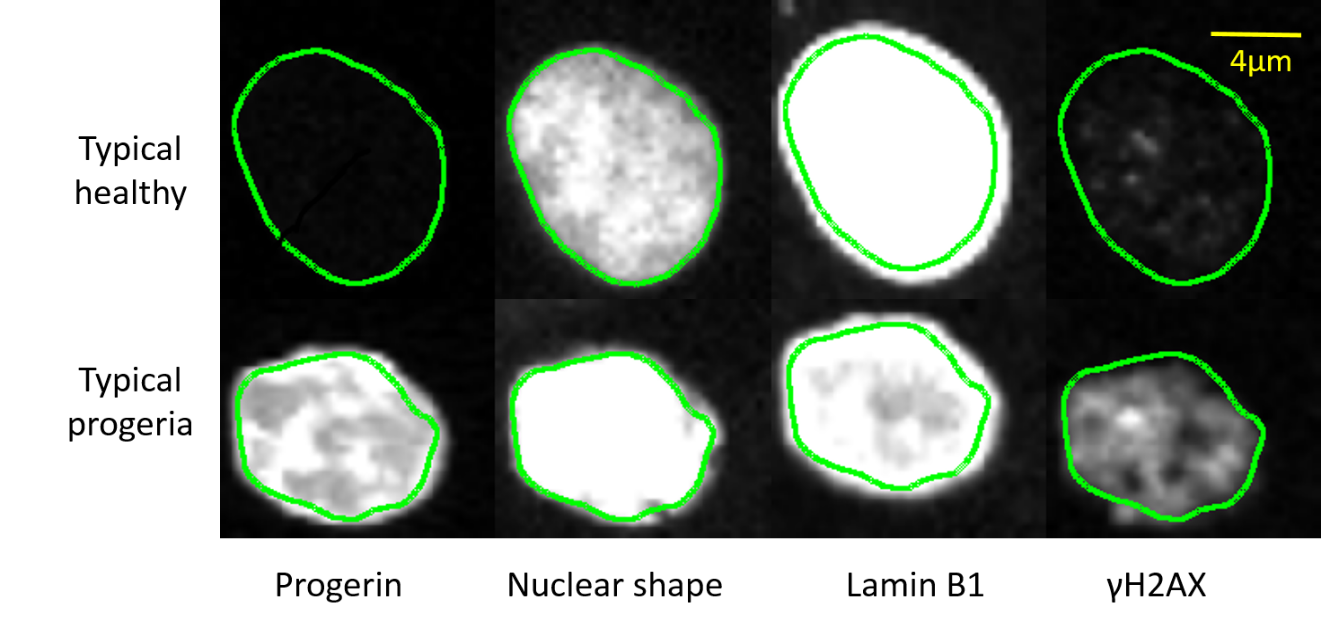 4μm
Typical
healthy
Typical
progeria
Progerin
Nuclear shape
Lamin B1
γH2AX